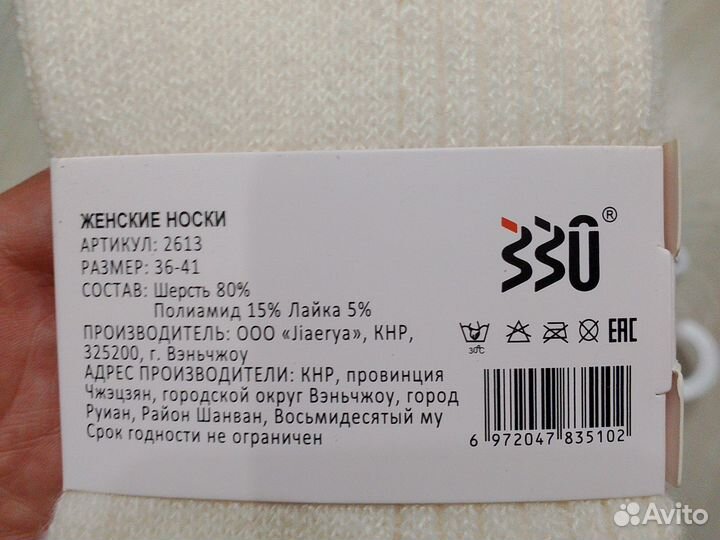 ЖЕНСКИЕ НОСКИ
АРТИКУЛ: 2613
РАЗМЕР: 36-41
СОСТАВ: Шерсть 80%
Полиамид 15% Лайка 5%
ПРОИЗВОДИТЕЛЬ: ООО «Jiaerya», КНР,
325200, г. Вэньчжоу
АДРЕС ПРОИЗВОДИТЕЛИ: КНР, провинция
Чжэцзян, городской округ Вэньчжоу, город
Руиан, Район Шанван, Восьмидесятый му
Срок годности не ограничен
330®
30℃
EAC
6 972047 835102
Avito